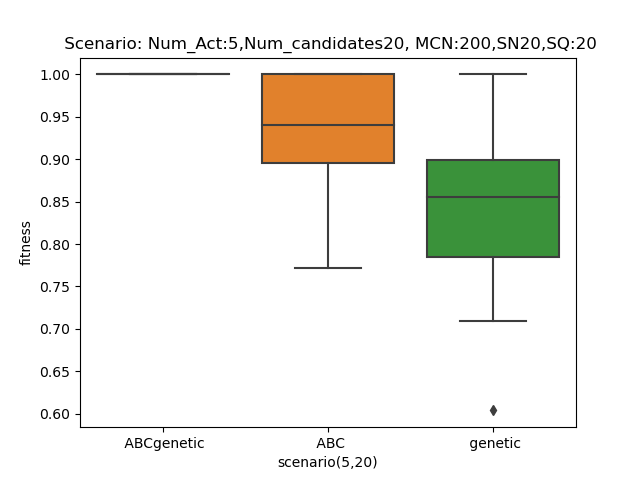 Scenario: Num_Act:5,Num_candidates20, MCN:200,SN20,SQ:20
1.00
0.95
0.90
0.85
0.80
0.75
0.70
0.65
0.60
fitness
ABCgenetic ABC genetic
scenario(5,20)